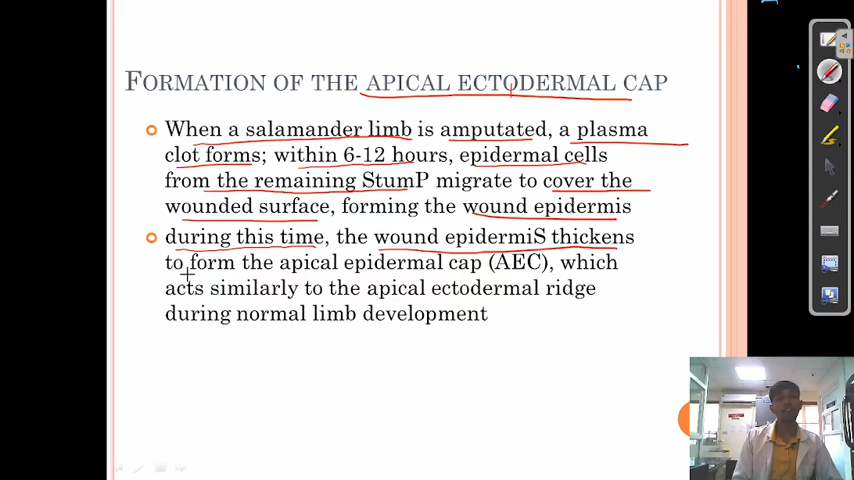 FORMATION OF THE APICAL ECTODERMAL CAP
When a salamander limb is amputated, a plasma
clot forms; within 6-12 hours, epidermal cells
from the remaining StumP migrate to cover the
wounded surface, forming the wound epidermis
during this time, the wound epidermiS thickens
to form the apical epidermal cap (AEC), which
acts similarly to the apical ectodermal ridge
during normal limb development